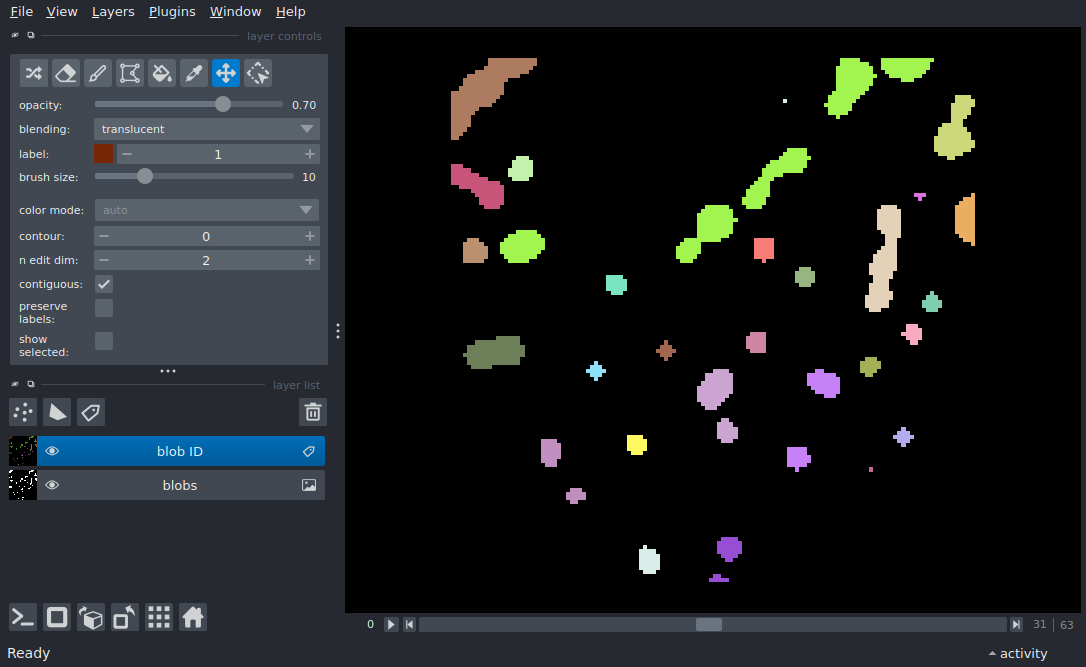 File View Layers Plugins Window Help
layer controls
opacity: 0.70
blending: translucent
label: 1
brush size: 10
color mode: auto
contour: 0
n edit dim: 2
contiguous:
preserve
labels:
show
selected:
layer list
blob ID
blobs
0 31 63
Ready activity